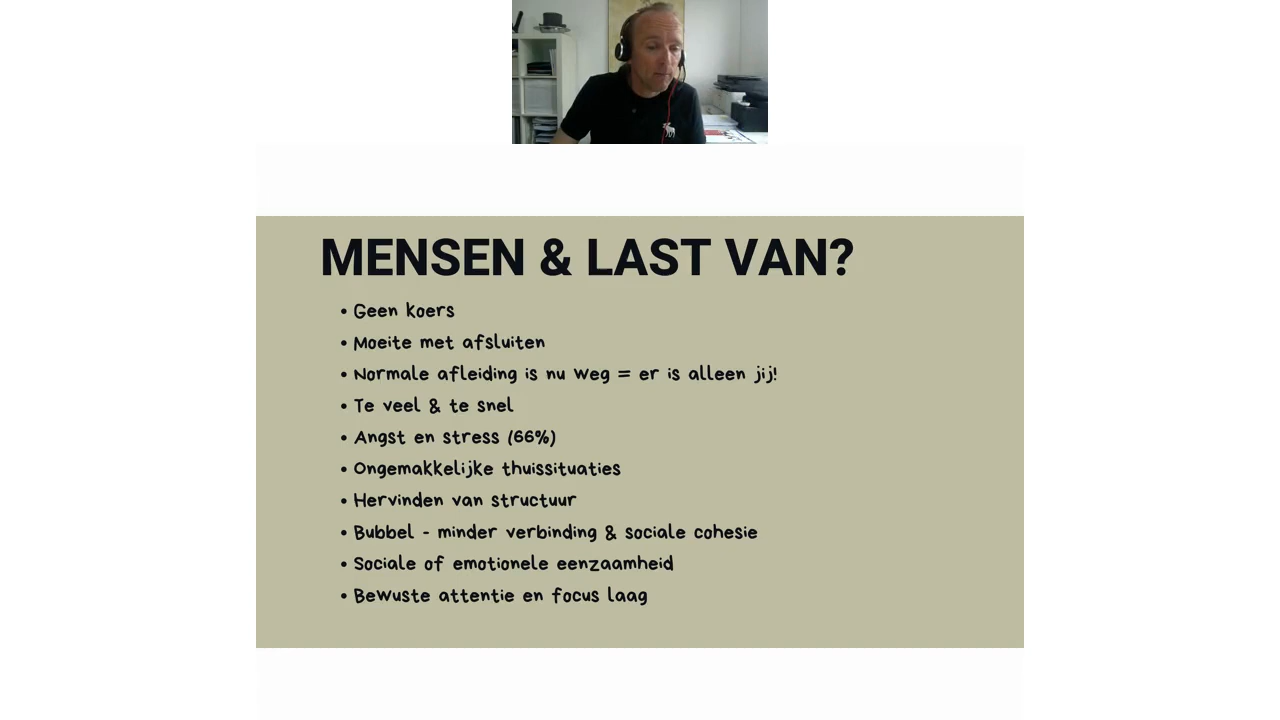 MENSEN & LAST VAN?
• Geen koers
• Moeite met afsluiten
• Normale afleiding is nu weg = er is alleen jij!
• Te veel & te snel
• Angst en stress (66%)
• Ongemakkelijke thuissituaties
• Hervinden van structuur
• Bubbel - minder verbinding & sociale cohesie
• Sociale of emotionele eenzaamheid
• Bewuste attentie en focus laag